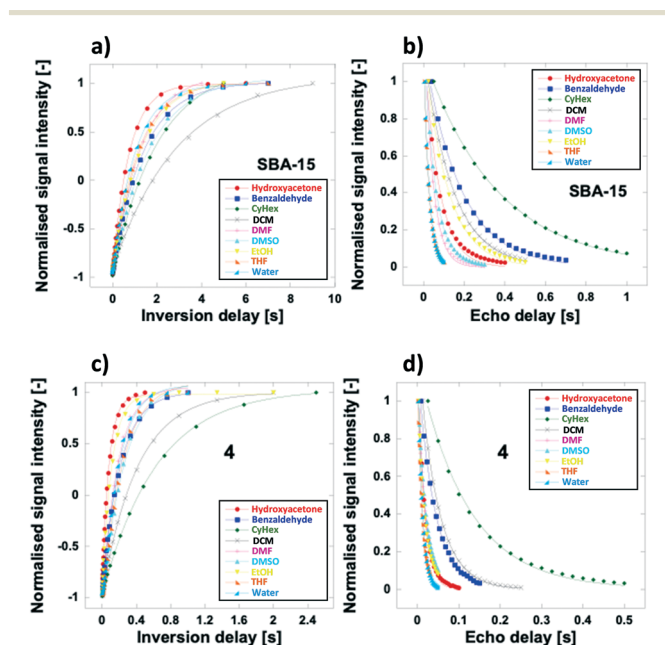 a)
Normalised signal intensity [-]
1
0.5
0
-0.5
-1
SBA-15
Hydroxyacetone
Benzaldehyde
CyHex
DCM
DMF
DMSO
EtOH
THF
Water
0 2 4 6 8 10
Inversion delay [s]
b)
Normalised signal intensity [-]
1
0.8
0.6
0.4
0.2
0
Hydroxyacetone
Benzaldehyde
CyHex
DCM
DMF
DMSO
EtOH
THF
Water
SBA-15
0 0.2 0.4 0.6 0.8 1
Echo delay [s]
c)
Normalised signal intensity [-]
1
0.5
0
-0.5
-1
4
Hydroxyacetone
Benzaldehyde
CyHex
DCM
DMF
DMSO
EtOH
THF
Water
0 0.4 0.8 1.2 1.6 2 2.4
Inversion delay [s]
d)
Normalised signal intensity [-]
1
0.8
0.6
0.4
0.2
0
4
Hydroxyacetone
Benzaldehyde
CyHex
DCM
DMF
DMSO
EtOH
THF
Water
0 0.1 0.2 0.3 0.4 0.5
Echo delay [s]